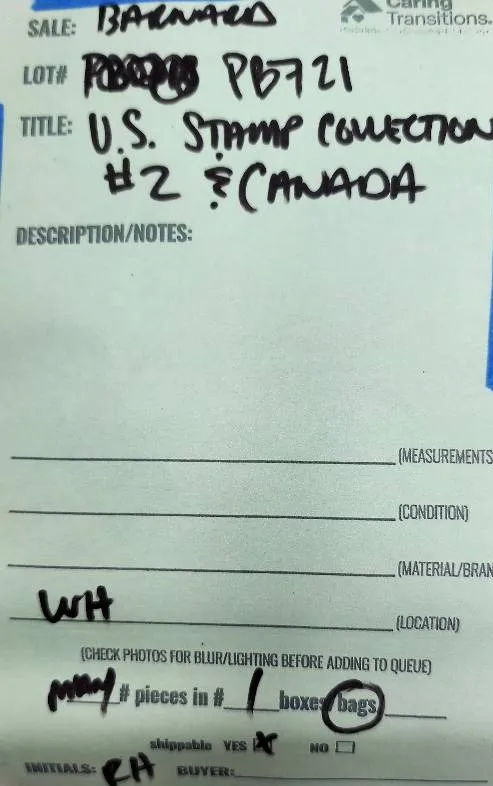 SALE: BARNARD
Caring
Transitions.
LOT# PB721
TITLE: U.S. STAMP COLLECTION
#2 & CANADA
DESCRIPTION/NOTES:
(MEASUREMENTS
(CONDITION)
(MATERIAL/BRAN
WH (LOCATION)
(CHECK PHOTOS FOR BLUR/LIGHTING BEFORE ADDING TO QUEUE)
many # pieces in # 1 boxes/bags
shippable YES NO
INITIALS: RH BUYER: